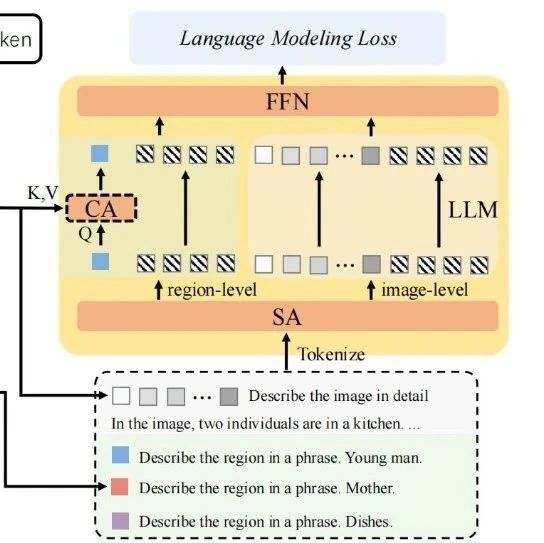 ken
Language Modeling Loss
FFN
K,V
CA
LLM
Q
region-level
image-level
SA
Tokenize
... Describe the image in detail
In the image, two individuals are in a kitchen. ...
Describe the region in a phrase. Young man.
Describe the region in a phrase. Mother.
Describe the region in a phrase. Dishes.